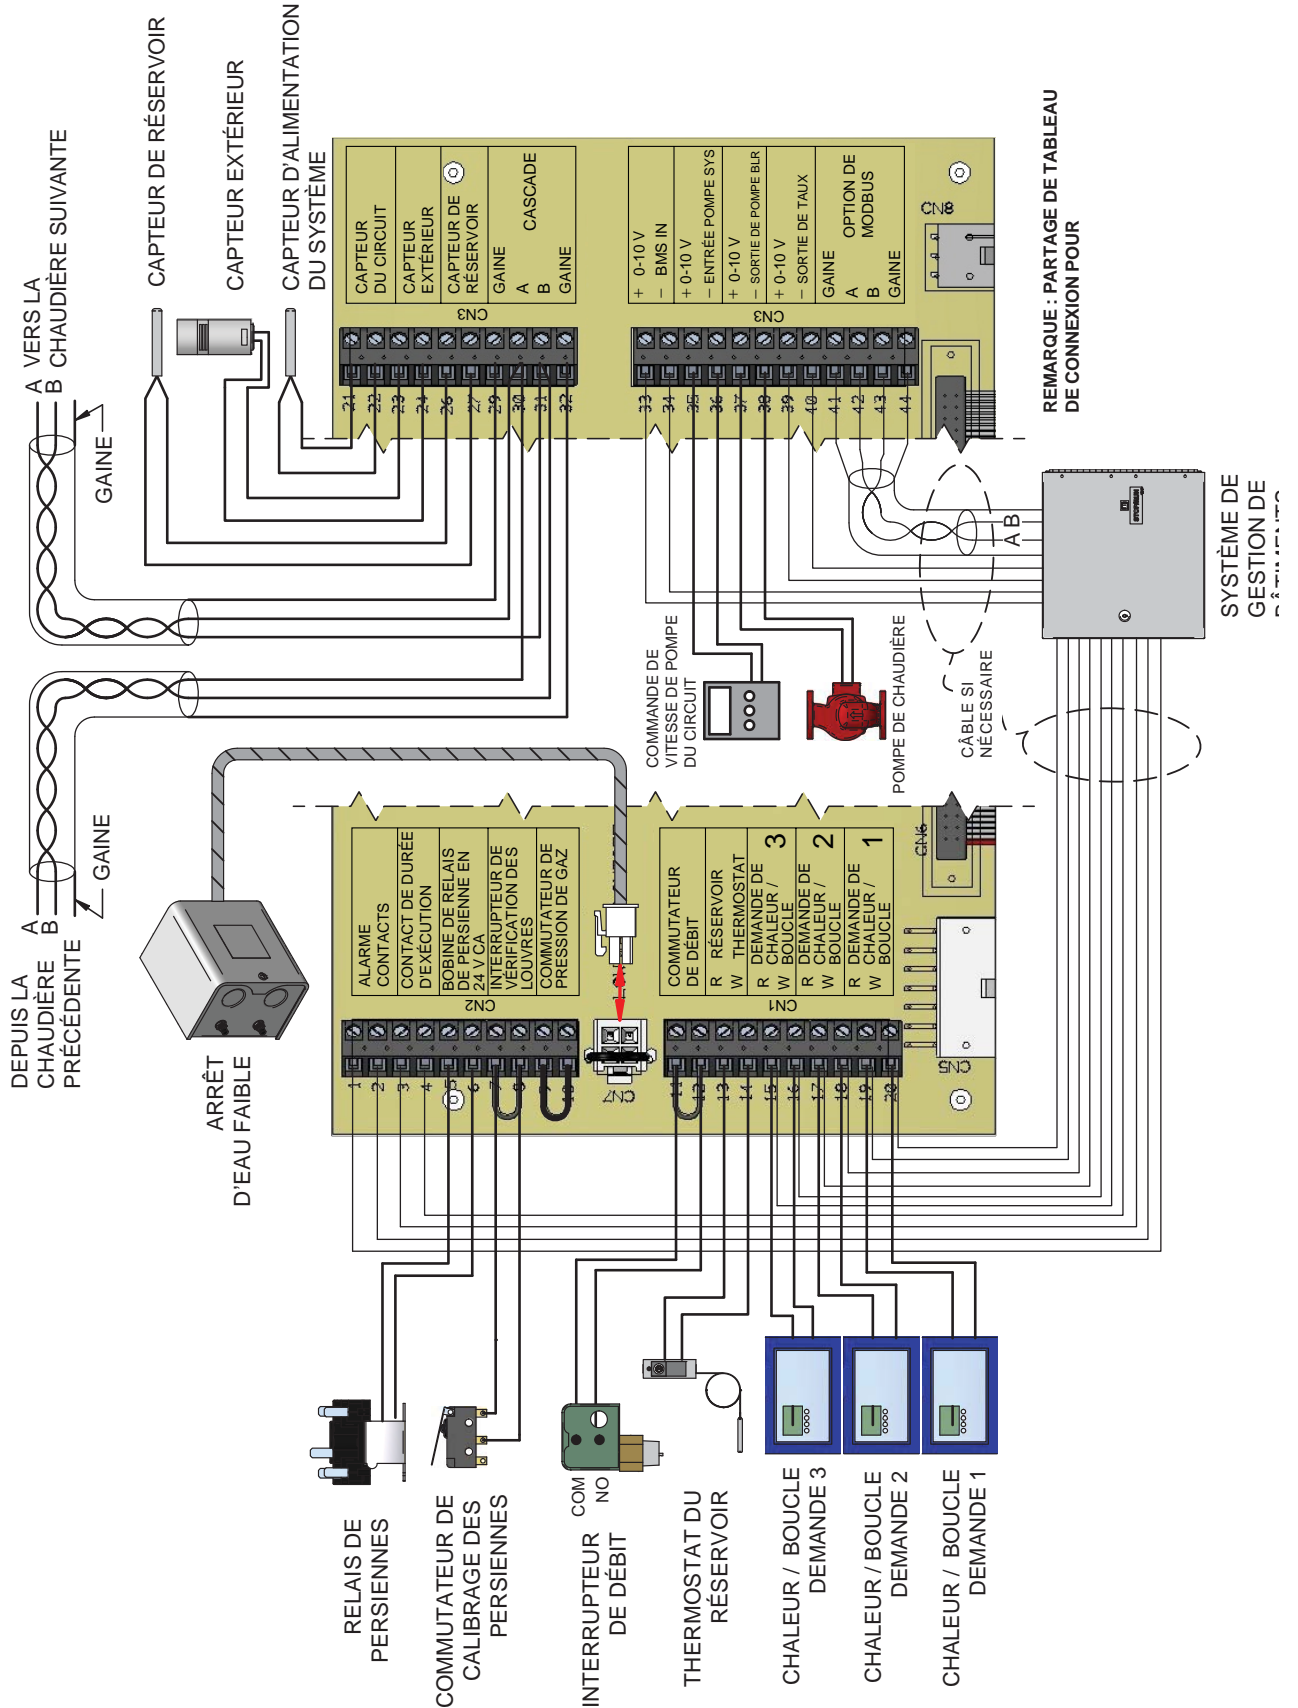 DEPUIS LA
CHAUDIÈRE
PRÉCÉDENTE
A
B
GAINE
A
B
VERS LA
CHAUDIÈRE SUIVANTE
GAINE
CAPTEUR DE RÉSERVOIR
CAPTEUR EXTÉRIEUR
CAPTEUR D'ALIMENTATION
DU SYSTÈME
ARRÊT
D'EAU FAIBLE
CAPTEUR
DU CIRCUIT
CAPTEUR
EXTÉRIEUR
CAPTEUR DE
RÉSERVOIR
GAINE
A
B
GAINE
CASCADE
CN3
21
22
23
24
26
27
29
30
31
32
+ 0-10 V
– BMS IN
+ 0-10 V
– ENTRÉE POMPE SYS
+ 0-10 V
– SORTIE DE POMPE BLR
+ 0-10 V
– SORTIE DE TAUX
GAINE
A
B
GAINE
OPTION DE
MODBUS
CN3
33
34
35
36
37
38
39
40
41
42
43
44
CN8
REMARQUE : PARTAGE DE TABLEAU
DE CONNEXION POUR
COMMANDE DE
VITESSE DE POMPE
DU CIRCUIT
POMPE DE CHAUDIÈRE
CÂBLE SI
NÉCESSAIRE
A B
SYSTÈME DE
GESTION DE
ALARME
CONTACTS
CONTACT DE DURÉE
D'EXÉCUTION
BOBINE DE RELAIS
DE PERSIENNE EN
24 V CA
INTERRUPTEUR DE
VÉRIFICATION DES
LOUVRES
COMMUTATEUR DE
PRESSION DE GAZ
CN2
1
2
3
4
5
6
7
8
9
10
CN7
COMMUTATEUR
DE DÉBIT
R RÉSERVOIR
W THERMOSTAT
R DEMANDE DE
W CHALEUR /
BOUCLE
3
R DEMANDE DE
W CHALEUR /
BOUCLE
2
R DEMANDE DE
W CHALEUR /
BOUCLE
1
CN1
11
12
13
14
15
16
17
18
19
20
CN6
CN5
RELAIS DE
PERSIENNES
COMMUTATEUR DE
CALIBRAGE DES
PERSIENNES
COM
NO
INTERRUPTEUR
DE DÉBIT
THERMOSTAT DU
RÉSERVOIR
CHALEUR / BOUCLE
DEMANDE 3
CHALEUR / BOUCLE
DEMANDE 2
CHALEUR / BOUCLE
DEMANDE 1